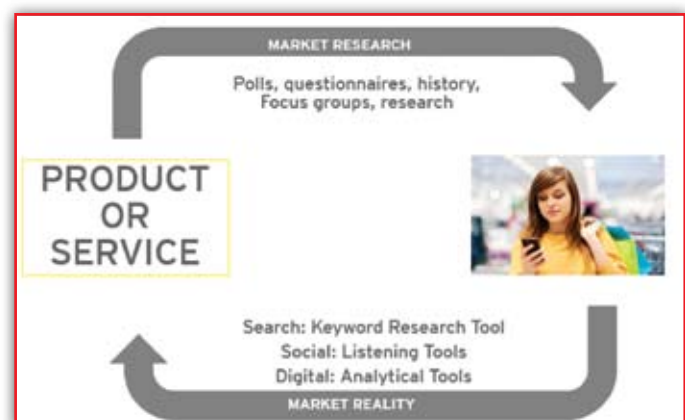 MARKET RESEARCH
Polls, questionnaires, history,
Focus groups, research
PRODUCT
OR
SERVICE
Search: Keyword Research Tool
Social: Listening Tools
Digital: Analytical Tools
MARKET REALITY